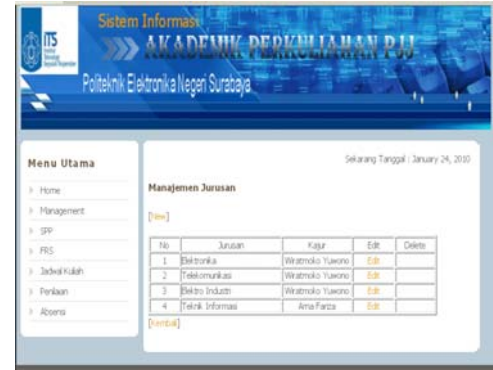 ITS
Sistem Informasi
AKADEMIK PERKULIAHAN PJJ
Politeknik Elektronika Negeri Surabaya
Menu Utama
Home
Management
SPP
FRS
Jadwal Kuliah
Penilaian
Absensi
Sekarang Tanggal : January 24, 2010
Manajemen Jurusan
[New]
No Jurusan Kajur Edit Delete
1 Elektronika Wiratmoko Yuwono Edit
2 Telekomunikasi Wiratmoko Yuwono Edit
3 Elektro Industri Wiratmoko Yuwono Edit
4 Teknik Informasi Arna Fariza Edit
[Kembali]